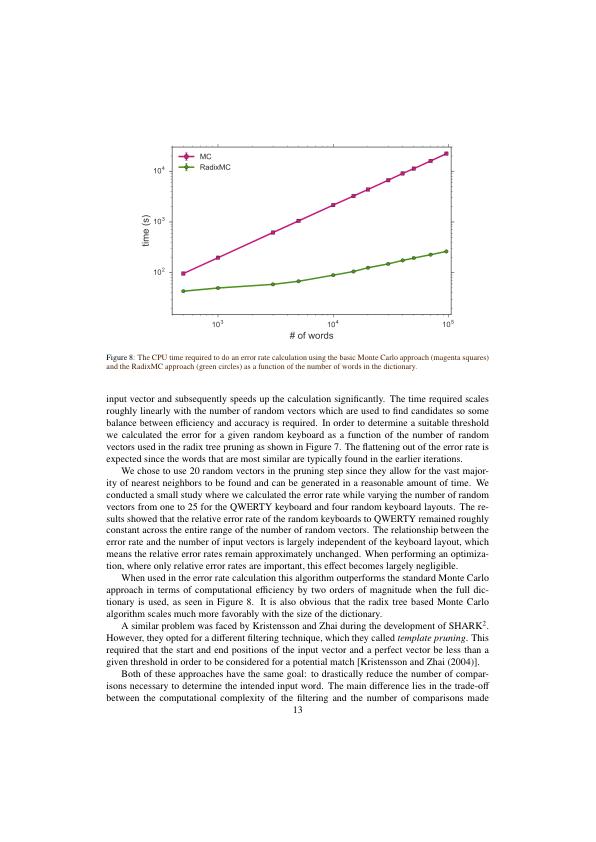 MC
RadixMC
10⁴
10³
10²
time (s)
10³
10⁴
10⁵
# of words
Figure 8: The CPU time required to do an error rate calculation using the basic Monte Carlo approach (magenta squares)
and the RadixMC approach (green circles) as a function of the number of words in the dictionary.
input vector and subsequently speeds up the calculation significantly. The time required scales
roughly linearly with the number of random vectors which are used to find candidates so some
balance between efficiency and accuracy is required. In order to determine a suitable threshold
we calculated the error for a given random keyboard as a function of the number of random
vectors used in the radix tree pruning as shown in Figure 7. The flattening out of the error rate is
expected since the words that are most similar are typically found in the earlier iterations.
We chose to use 20 random vectors in the pruning step since they allow for the vast major-
ity of nearest neighbors to be found and can be generated in a reasonable amount of time. We
conducted a small study where we calculated the error rate while varying the number of random
vectors from one to 25 for the QWERTY keyboard and four random keyboard layouts. The re-
sults showed that the relative error rate of the random keyboards to QWERTY remained roughly
constant across the entire range of the number of random vectors. The relationship between the
error rate and the number of input vectors is largely independent of the keyboard layout, which
means the relative error rates remain approximately unchanged. When performing an optimiza-
tion, where only relative error rates are important, this effect becomes largely negligible.
When used in the error rate calculation this algorithm outperforms the standard Monte Carlo
approach in terms of computational efficiency by two orders of magnitude when the full dic-
tionary is used, as seen in Figure 8. It is also obvious that the radix tree based Monte Carlo
algorithm scales much more favorably with the size of the dictionary.
A similar problem was faced by Kristensson and Zhai during the development of SHARK².
However, they opted for a different filtering technique, which they called template pruning. This
required that the start and end positions of the input vector and a perfect vector be less than a
given threshold in order to be considered for a potential match [Kristensson and Zhai (2004)].
Both of these approaches have the same goal: to drastically reduce the number of compar-
isons necessary to determine the intended input word. The main difference lies in the trade-off
between the computational complexity of the filtering and the number of comparisons made
13